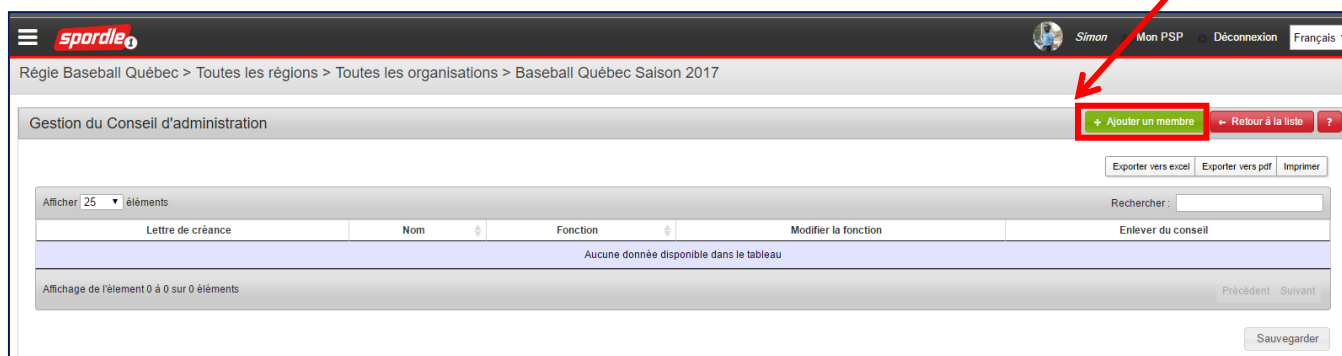 spordle1 Simon Mon PSP Déconnexion Français
Régie Baseball Québec > Toutes les régions > Toutes les organisations > Baseball Québec Saison 2017
Gestion du Conseil d'administration + Ajouter un membre ← Retour à la liste ?
Exporter vers excel Exporter vers pdf Imprimer
Afficher 25 éléments Rechercher :
Lettre de créance Nom Fonction Modifier la fonction Enlever du conseil
Aucune donnée disponible dans le tableau
Affichage de l'élement 0 à 0 sur 0 éléments Précédent Suivant
Sauvegarder